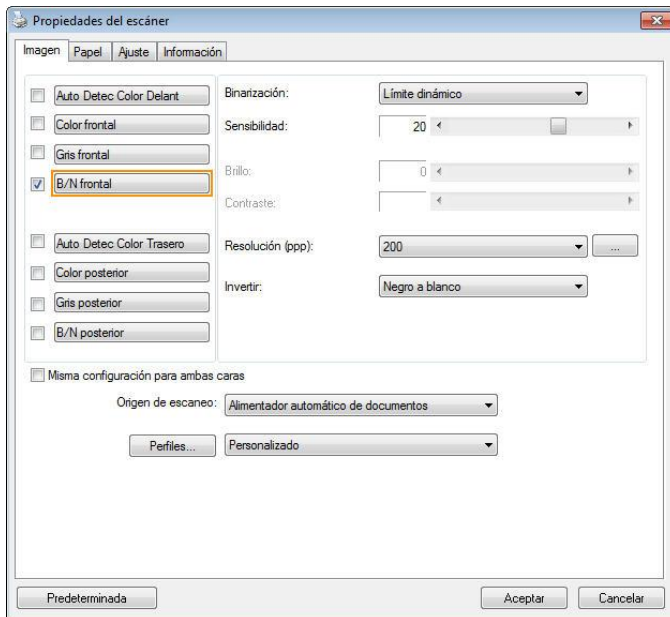 Propiedades del escáner
Imagen Papel Ajuste Información
Auto Detec Color Delant
Color frontal
Gris frontal
B/N frontal
Auto Detec Color Trasero
Color posterior
Gris posterior
B/N posterior
Binarización: Límite dinámico
Sensibilidad: 20
Brillo: 0
Contraste:
Resolución (ppp): 200 ...
Invertir: Negro a blanco
Misma configuración para ambas caras
Origen de escaneo: Alimentador automático de documentos
Perfiles... Personalizado
Predeterminada Aceptar Cancelar